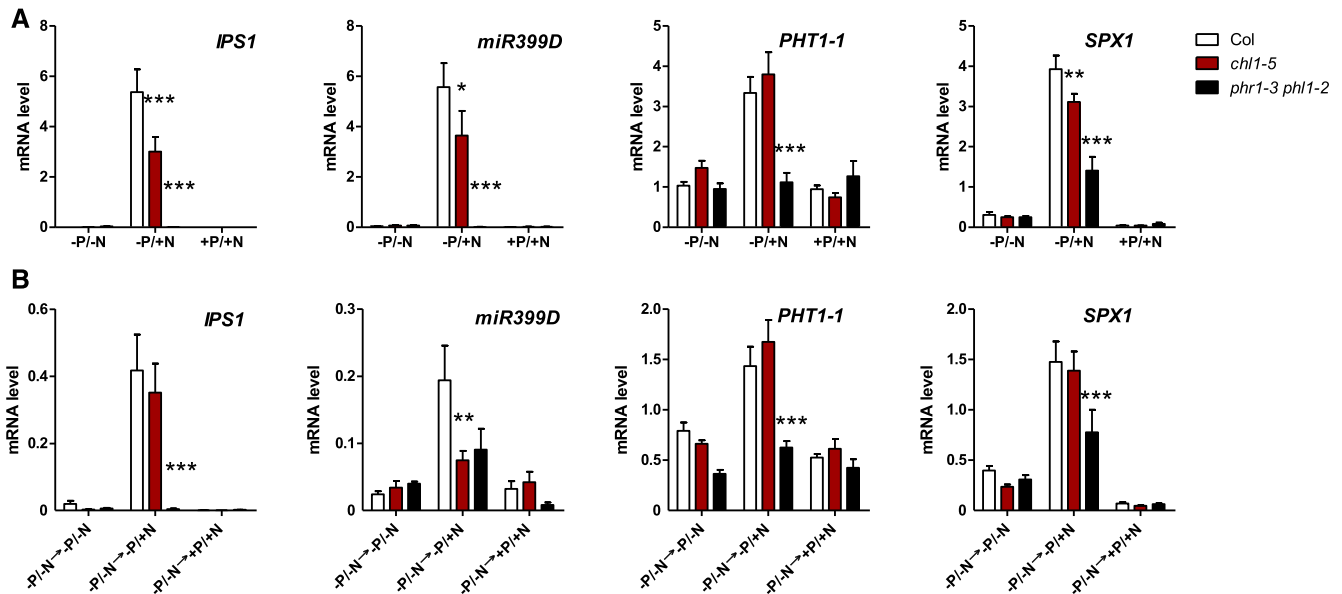 A
IPS1
miR399D
PHT1-1
SPX1
Col
chl1-5
phr1-3 phl1-2
mRNA level
8
6
4
2
0
***
***
-P/-N
-P/+N
+P/+N
mRNA level
8
6
4
2
0
*
***
-P/-N
-P/+N
+P/+N
mRNA level
5
4
3
2
1
0
***
-P/-N
-P/+N
+P/+N
mRNA level
5
4
3
2
1
0
**
***
-P/-N
-P/+N
+P/+N
B
IPS1
miR399D
PHT1-1
SPX1
mRNA level
0.6
0.4
0.2
0
***
-P/-N→-P/-N
-P/-N→-P/+N
-P/-N→+P/+N
mRNA level
0.3
0.2
0.1
0
**
-P/-N→-P/-N
-P/-N→-P/+N
-P/-N→+P/+N
mRNA level
2.0
1.5
1.0
0.5
0
***
-P/-N→-P/-N
-P/-N→-P/+N
-P/-N→+P/+N
mRNA level
2.0
1.5
1.0
0.5
0
***
-P/-N→-P/-N
-P/-N→-P/+N
-P/-N→+P/+N